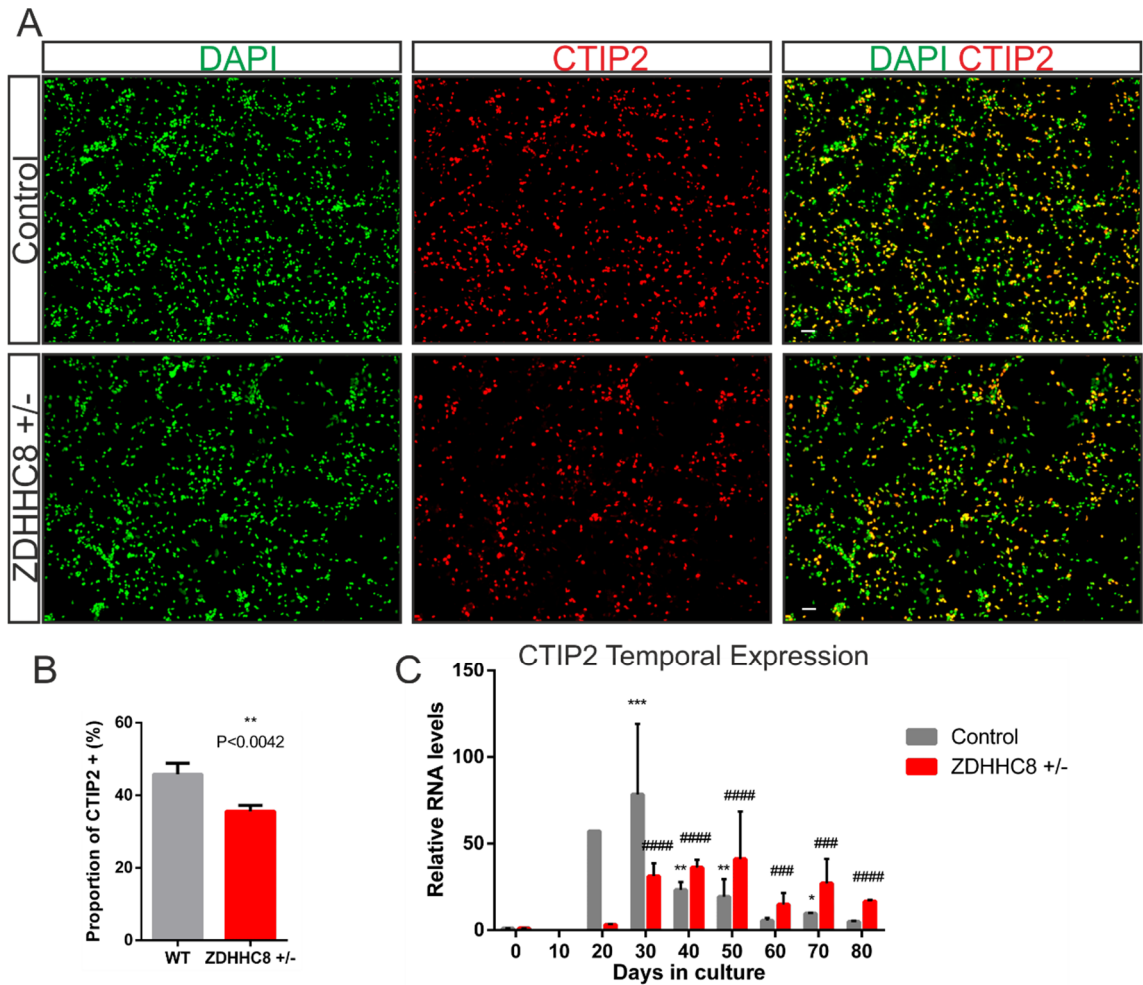 A
DAPI
CTIP2
DAPI CTIP2
Control
ZDHHC8 +/-
B
Proportion of CTIP2 + (%)
60
40
20
0
**
P<0.0042
WT
ZDHHC8 +/-
C
CTIP2 Temporal Expression
Relative RNA levels
150
100
50
0
***
####
**
####
**
####
###
*
###
####
0 10 20 30 40 50 60 70 80
Days in culture
Control
ZDHHC8 +/-